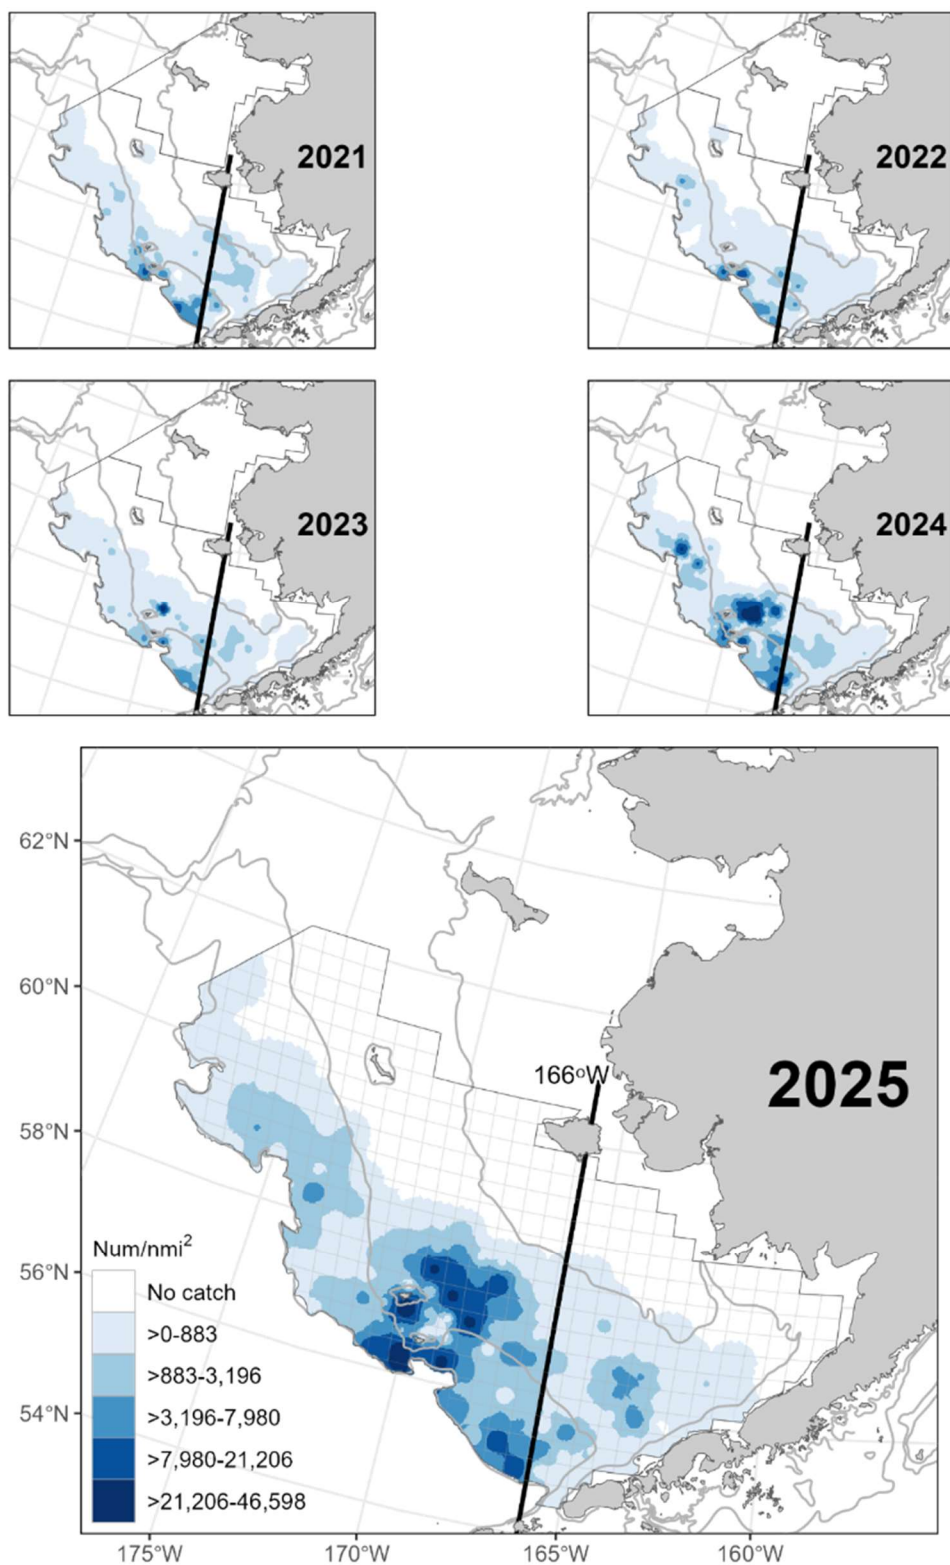 2021
2022
2023
2024
62°N
60°N
166°W
2025
58°N
Num/nmi²
56°N
No catch
>0-883
>883-3,196
54°N
>3,196-7,980
>7,980-21,206
>21,206-46,598
175°W
170°W
165°W
160°W